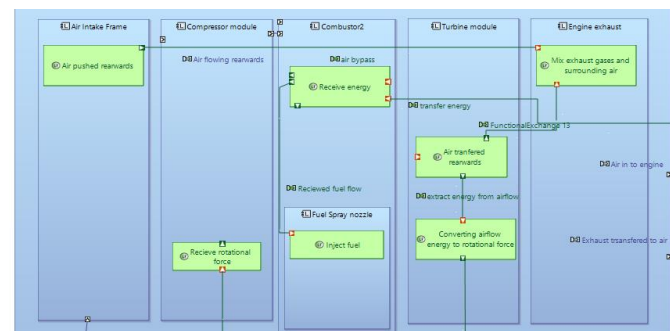 Air Intake Frame
Compressor module
Combustor2
Turbine module
Engine exhaust
Air pushed rearwards
Air flowing rearwards
air bypass
Receive energy
Mix exhaust gases and
surrounding air
transfer energy
FunctionalExchange 13
Air tranfered
rearwards
Air in to engine
Reciewed fuel flow
extract energy from airflow
Fuel Spray nozzle
Inject fuel
Converting airflow
energy to rotational force
Exhaust trsansfered to air
Recieve rotational
force